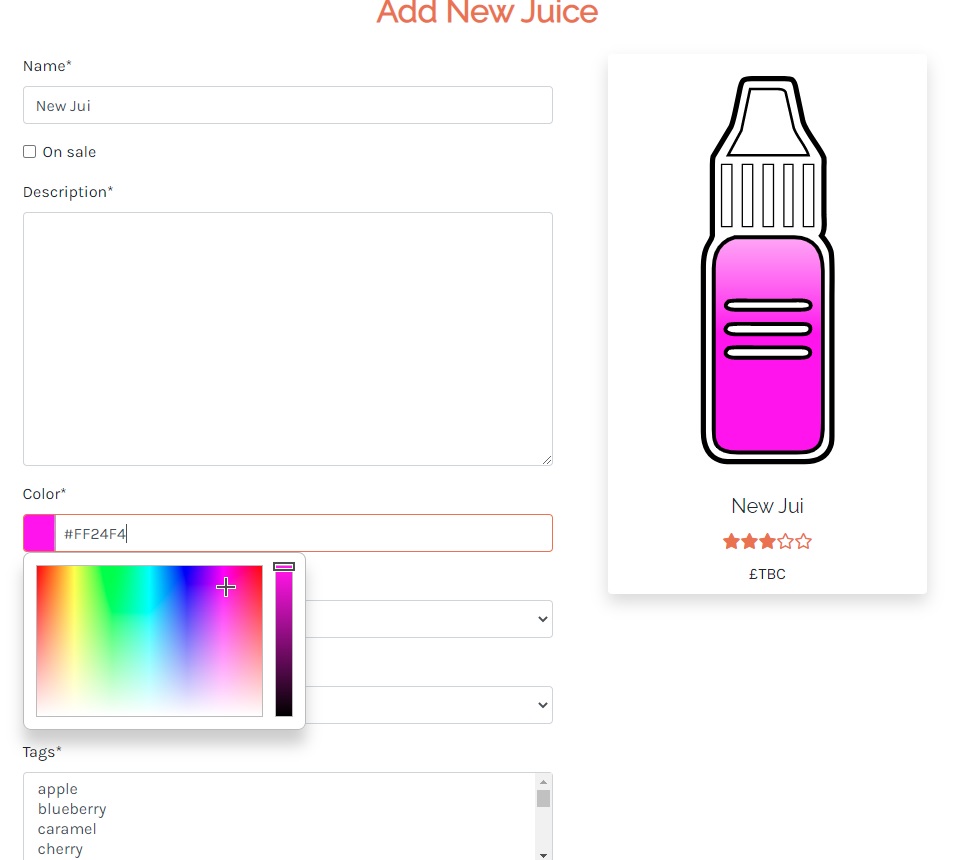 Add New Juice
Name*
New Jui
On sale
Description*
Color*
#FF24F4
Tags*
apple
blueberry
caramel
cherry
New Jui
£TBC